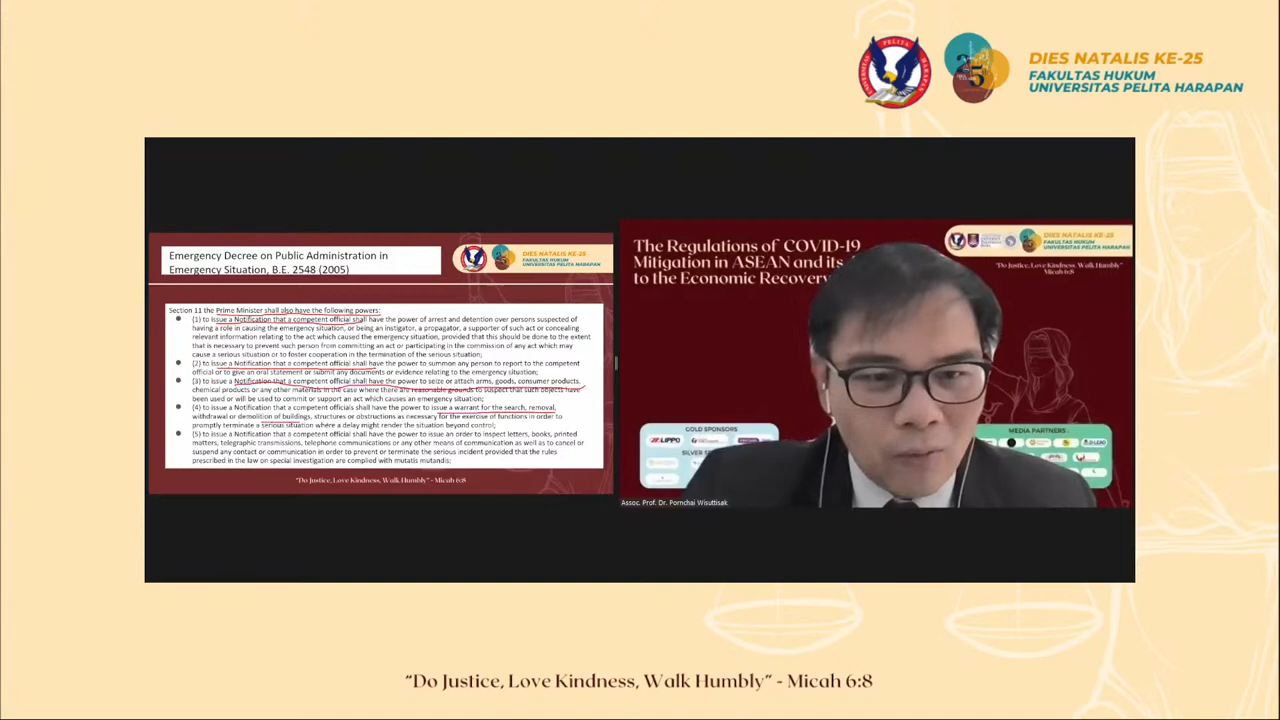 DIES NATALIS KE-25
FAKULTAS HUKUM
UNIVERSITAS PELITA HARAPAN
Emergency Decree on Public Administration in
Emergency Situation, B.E. 2548 (2005)
DIES NATALIS KE-25
FAKULTAS HUKUM
UNIVERSITAS PELITA HARAPAN
Section 11 the Prime Minister shall also have the following powers:
(1) to issue a Notification that a competent official shall have the power of arrest and detention over persons suspected of
having a role in causing the emergency situation, or being an instigator, a propagator, a supporter of such act or concealing
relevant information relating to the act which caused the emergency situation, provided that this should be done to the extent
that is necessary to prevent such person from committing an act or participating in the commission of any act which may
cause a serious situation or to foster cooperation in the termination of the serious situation;
(2) to issue a Notification that a competent official shall have the power to summon any person to report to the competent
official or to give an oral statement or submit any documents or evidence relating to the emergency situation;
(3) to issue a Notification that a competent official shall have the power to seize or attach arms, goods, consumer products,
chemical products or any other materials in the case where there are reasonable grounds to suspect that such objects have
been used or will be used to commit or support an act which causes an emergency situation;
(4) to issue a Notification that a competent officials shall have the power to issue a warrant for the search, removal,
withdrawal or demolition of buildings, structures or obstructions as necessary for the exercise of functions in order to
promptly terminate a serious situation where a delay might render the situation beyond control;
(5) to issue a Notification that a competent official shall have the power to issue an order to inspect letters, books, printed
matters, telegraphic transmissions, telephone communications or any other means of communication as well as to cancel or
suspend any contact or communication in order to prevent or terminate the serious incident provided that the rules
prescribed in the law on special investigation are complied with mutatis mutandis;
"Do Justice, Love Kindness, Walk Humbly" - Micah 6:8
The Regulations of COVID-19
Mitigation in ASEAN and its
to the Economic Recovery
DIES NATALIS KE-25
FAKULTAS HUKUM
UNIVERSITAS PELITA HARAPAN
"Do Justice, Love Kindness, Walk Humbly"
Micah 6:8
GOLD SPONSORS
LIPPO
SILVER
MEDIA PARTNERS :
Assoc. Prof. Dr. Pornchai Wisuttisak
"Do Justice, Love Kindness, Walk Humbly" - Micah 6:8